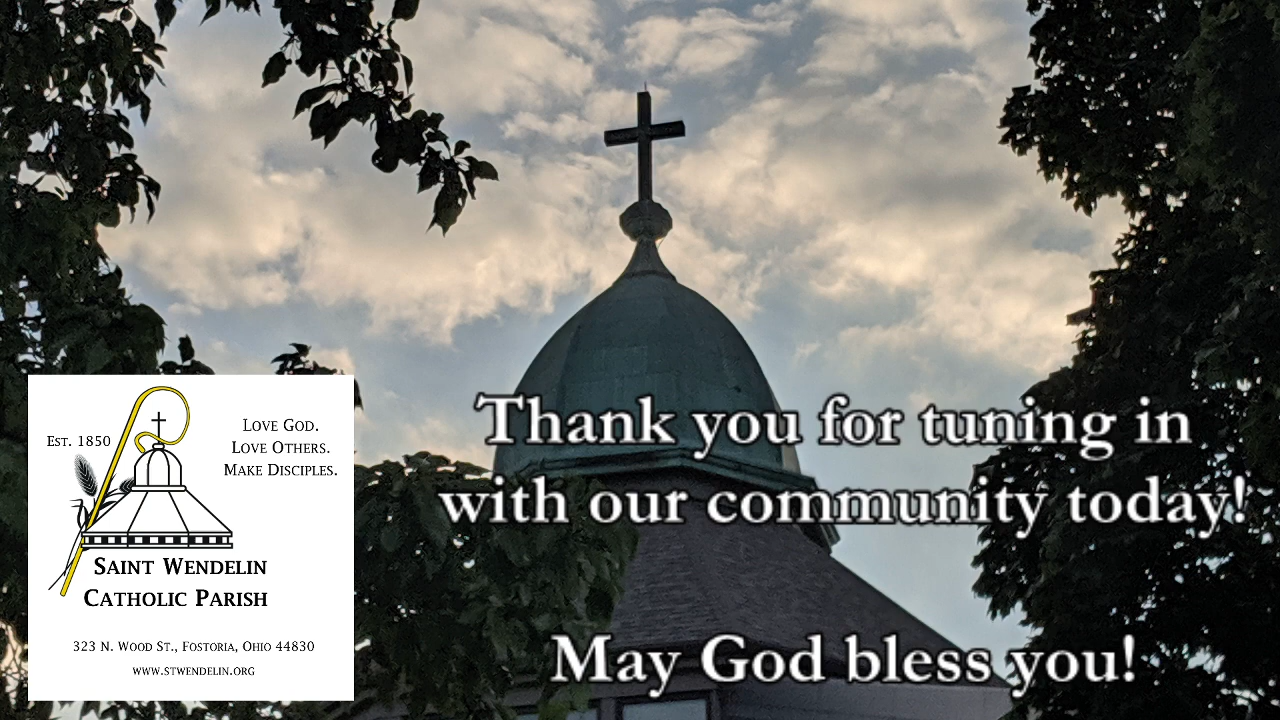 Est. 1850
Love God.
Love Others.
Make Disciples.
Saint Wendelin
Catholic Parish
323 N. Wood St., Fostoria, Ohio 44830
www.stwendelin.org
Thank you for tuning in
with our community today!
May God bless you!